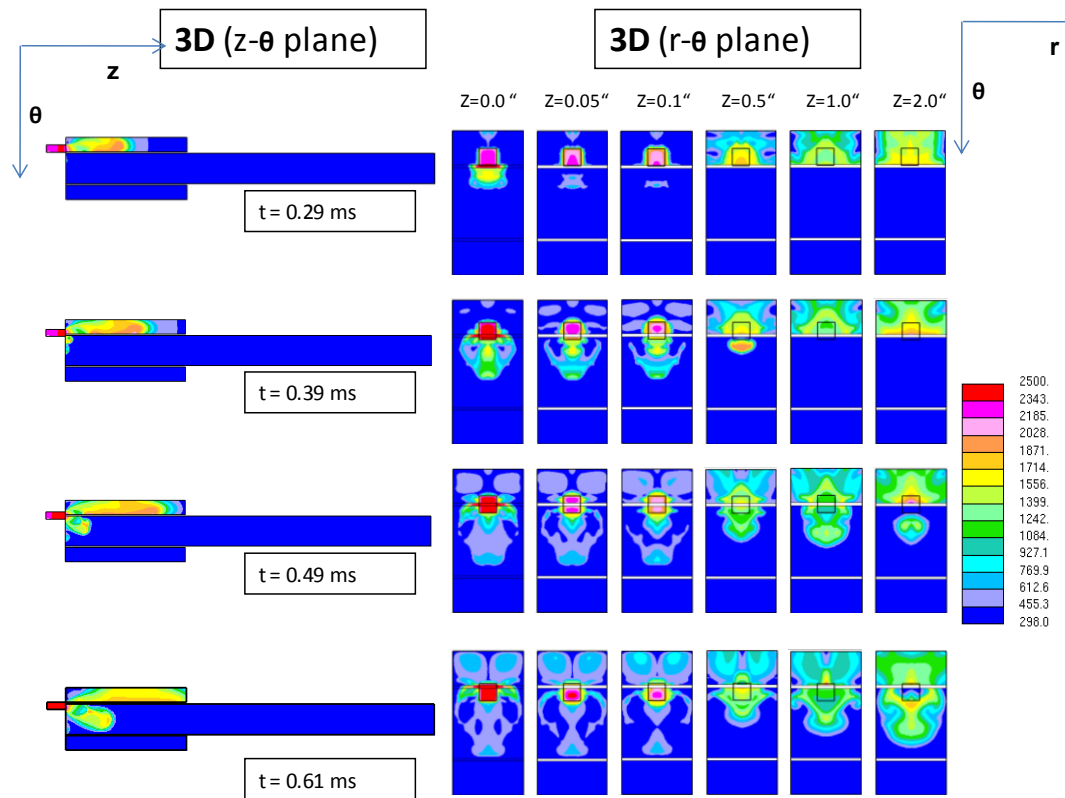 3D (z-θ plane)
3D (r-θ plane)
z
θ
r
θ
Z=0.0 “
Z=0.05“
Z=0.1“
Z=0.5“
Z=1.0“
Z=2.0“
t = 0.29 ms
t = 0.39 ms
t = 0.49 ms
t = 0.61 ms
2500.
2343.
2185.
2028.
1871.
1714.
1556.
1399.
1242.
1084.
927.1
769.9
612.6
455.3
298.0